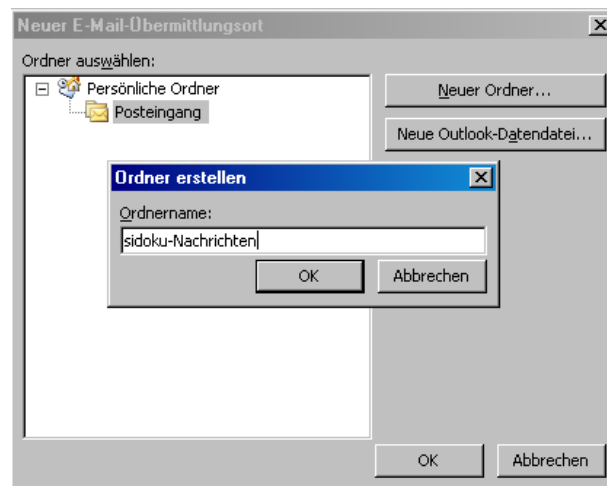 Neuer E-Mail-Übermittlungsort
Ordner auswählen:
Persönliche Ordner
Posteingang
Neuer Ordner...
Neue Outlook-Datendatei...
Ordner erstellen
Ordnername:
sidoku-Nachrichten
OK
Abbrechen
OK
Abbrechen